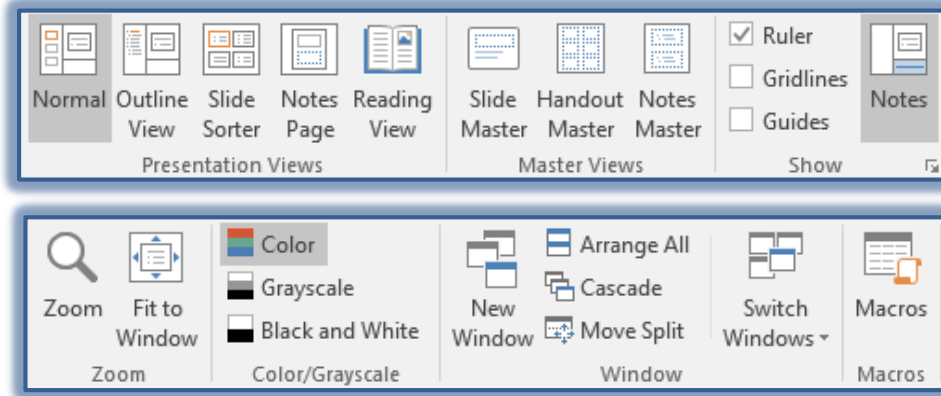 Normal Outline View Slide Sorter Notes Page Reading View
Presentation Views
Slide Master Handout Master Notes Master
Master Views
Ruler
Gridlines
Guides
Notes
Show
Zoom Fit to Window
Zoom
Color
Grayscale
Black and White
Color/Grayscale
New Window
Arrange All
Cascade
Move Split
Switch Windows
Window
Macros
Macros